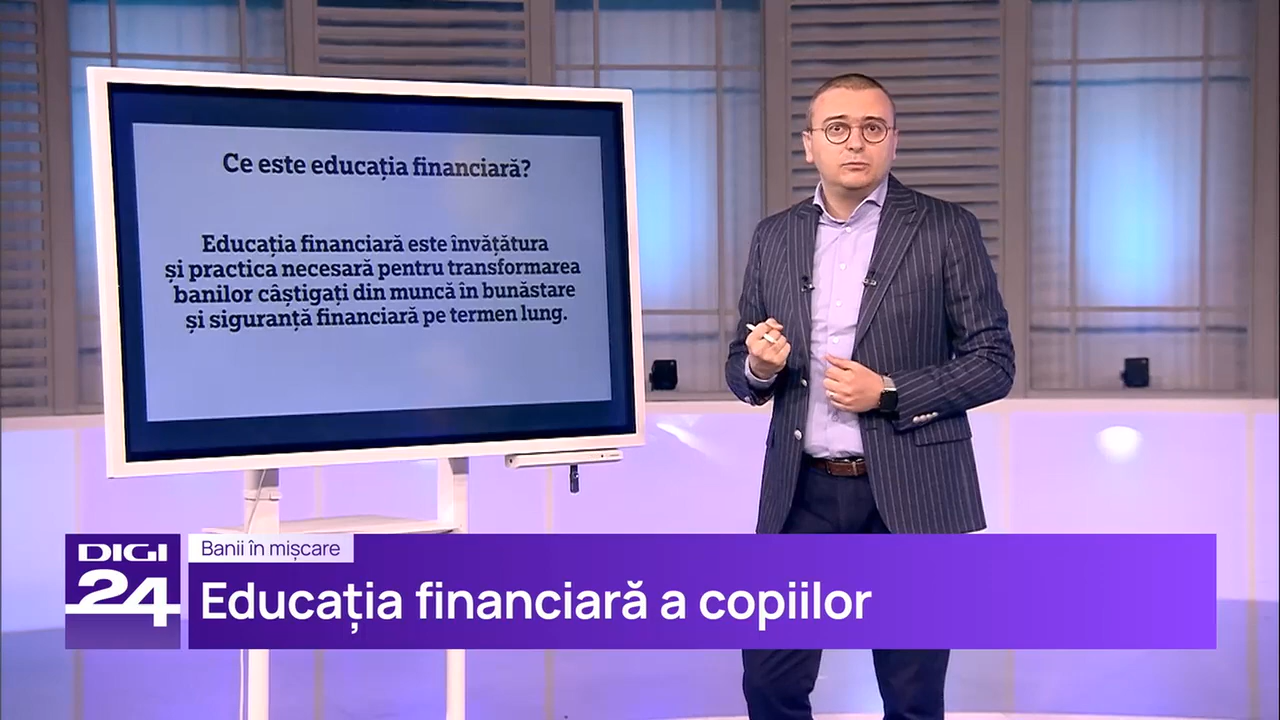 Ce este educația financiară?
Educația financiară este învățătura
și practica necesară pentru transformarea
banilor câștigați din muncă în bunăstare
și siguranță financiară pe termen lung.
DIGI
24
Banii în mișcare
Educația financiară a copiilor